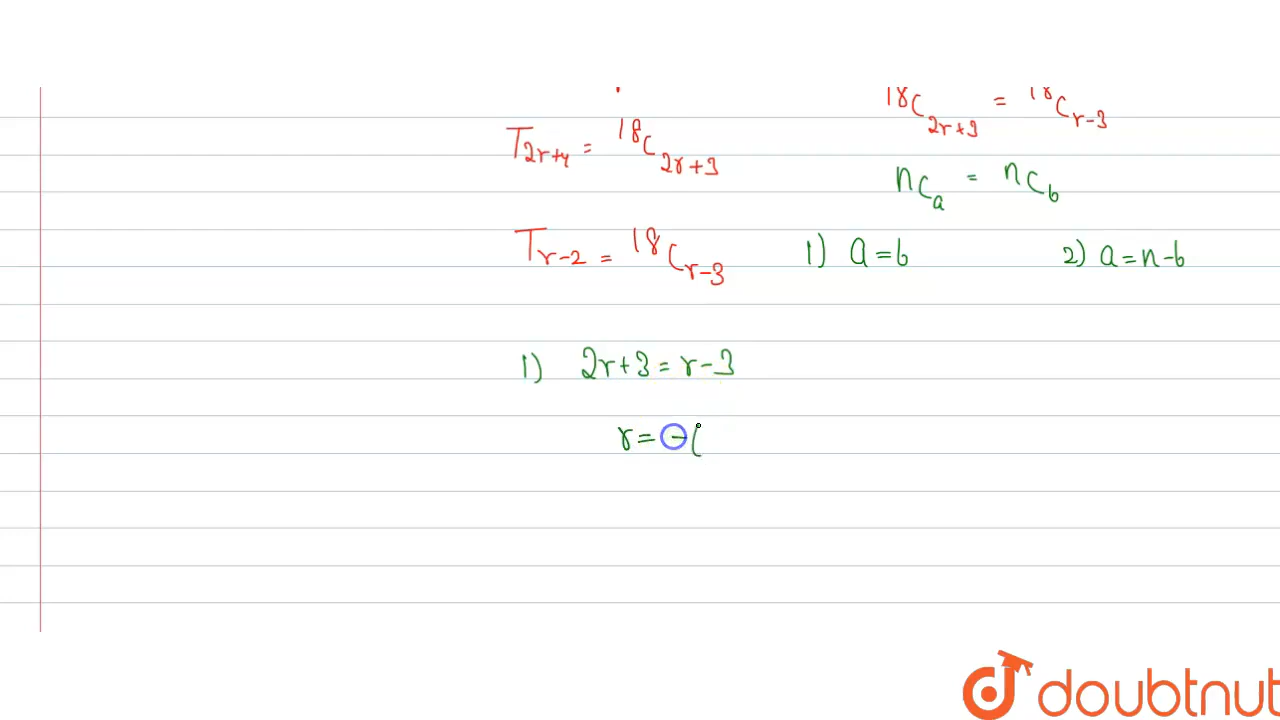 18C2r+3 = 18Cr-3
T2r+4 = 18C2r+3
nCa = nCb
Tr-2 = 18Cr-3
1) a=b
2) a=n-b
1) 2r+3=r-3
r= -(
doubtnut